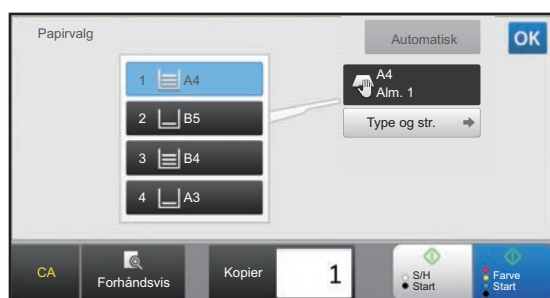 Papirvalg
Automatisk
OK
1 A4
2 B5
3 B4
4 A3
A4
Alm. 1
Type og str.
CA
Forhåndsvis
Kopier
1
S/H
Start
Farve
Start